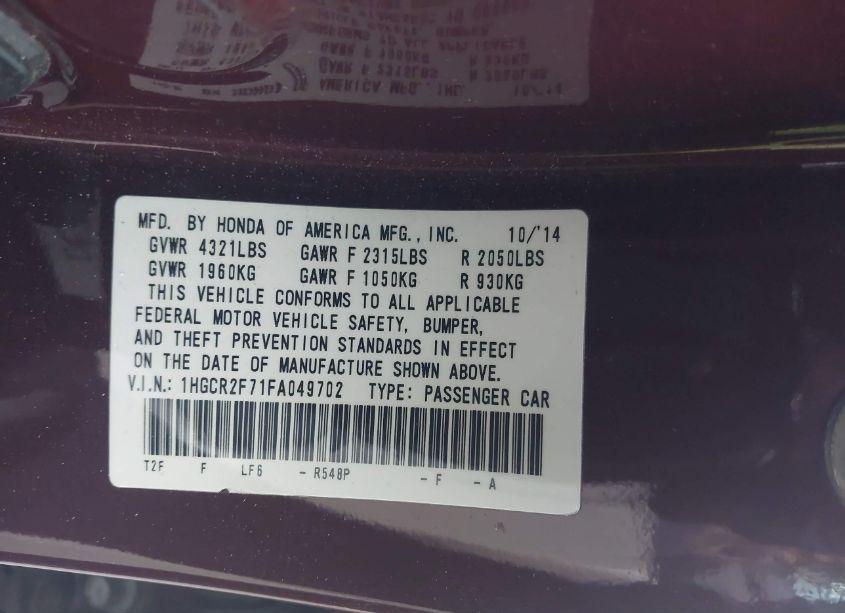 MFD. BY HONDA OF AMERICA MFG., INC. 10/'14
GVWR 4321LBS GAWR F 2315LBS R 2050LBS
GVWR 1960KG GAWR F 1050KG R 930KG
THIS VEHICLE CONFORMS TO ALL APPLICABLE
FEDERAL MOTOR VEHICLE SAFETY, BUMPER,
AND THEFT PREVENTION STANDARDS IN EFFECT
ON THE DATE OF MANUFACTURE SHOWN ABOVE.
V.I.N.: 1HGCR2F71FA049702 TYPE: PASSENGER CAR
T2F F LF6 - R548P - F - A